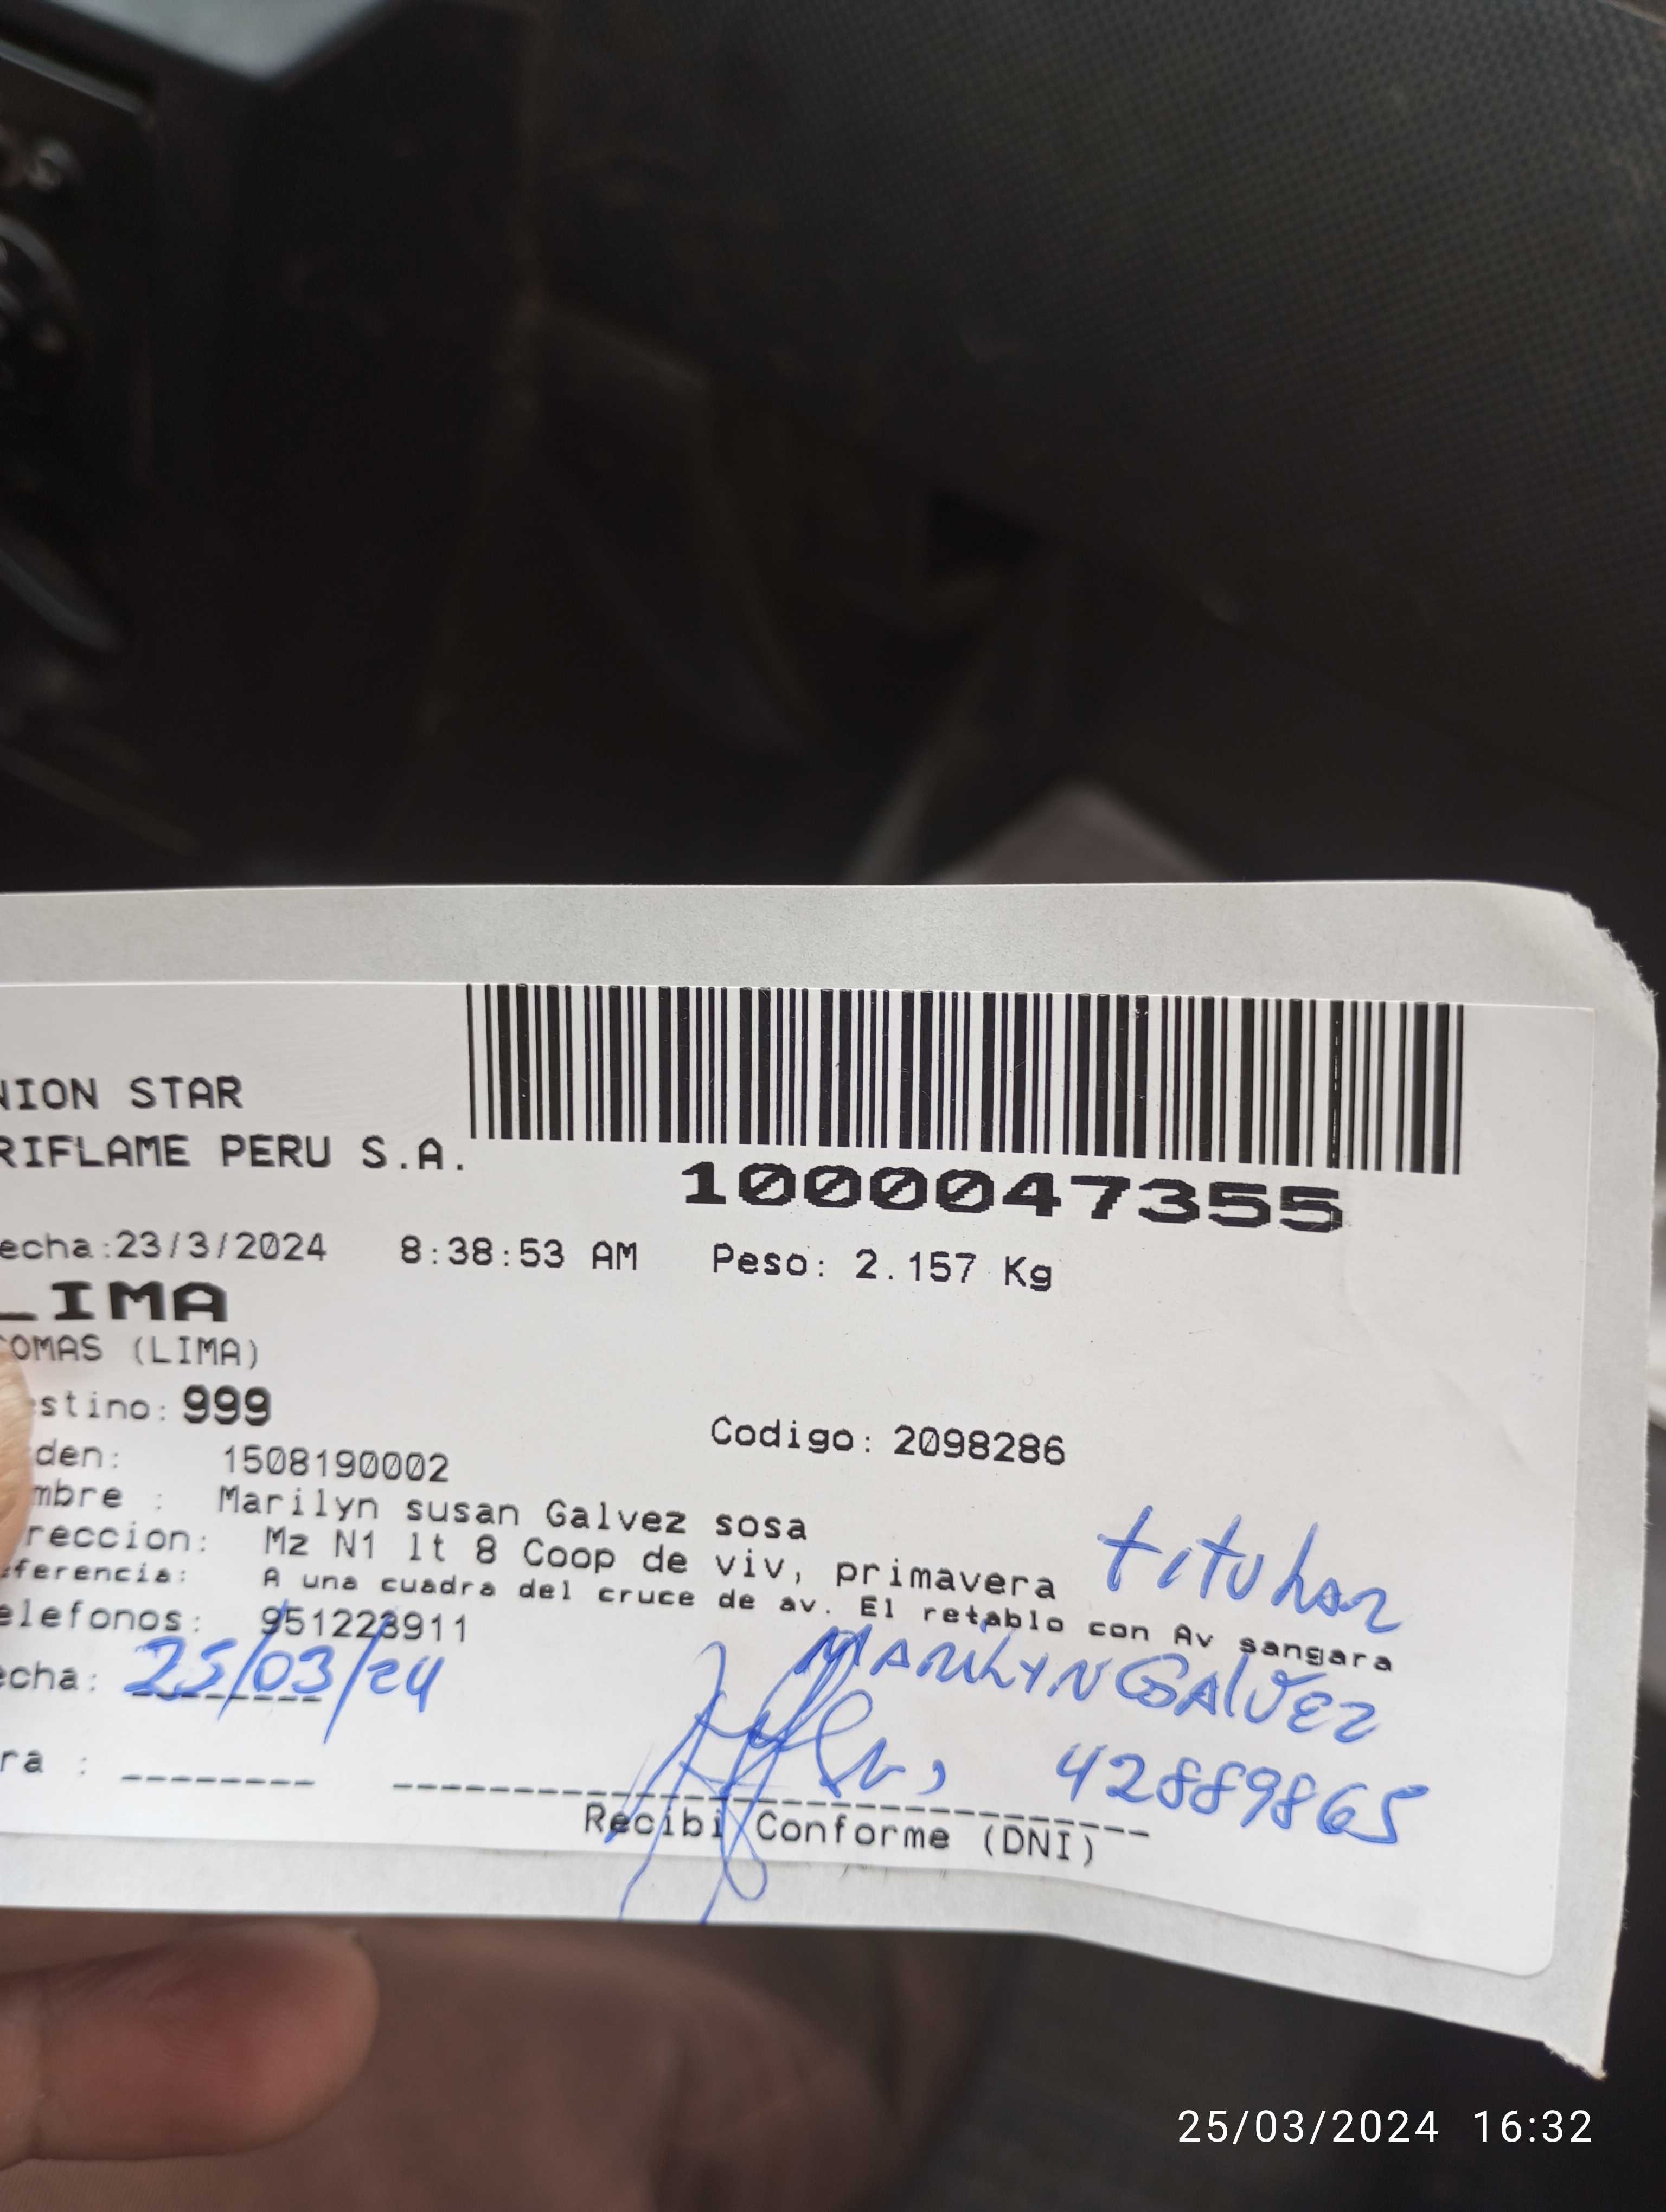 NION STAR
RIFLAME PERU S.A.
1000047355
echa:23/3/2024 8:38:53 AM Peso: 2.157 Kg
LIMA
COMAS (LIMA)
estino: 999
Codigo: 2098286
den: 1508190002
mbre : Marilyn susan Galvez sosa
reccion: Mz N1 lt 8 Coop de viv, primavera
titular
ferencia: A una cuadra del cruce de av. El retablo con Av sangara
elefonos: 951223911
MARILYN GALVEZ
echa: 25/03/24
42889865
ra : --------
Recibi Conforme (DNI)
25/03/2024 16:32